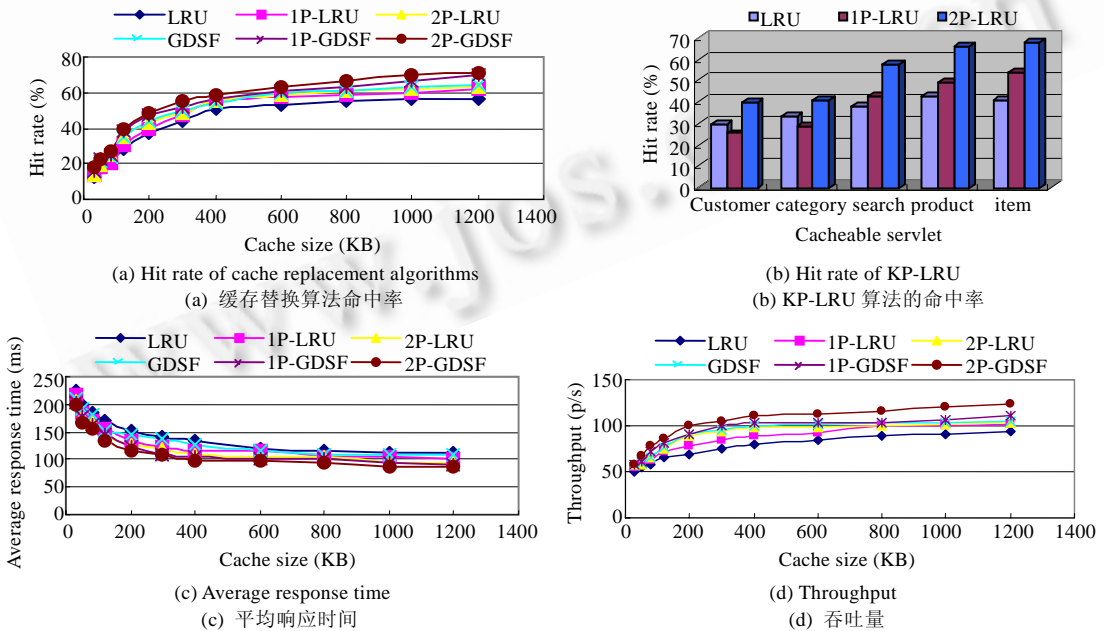 LRU 1P-LRU 2P-LRU
GDSF 1P-GDSF 2P-GDSF
Hit rate (%)
80
60
40
20
0
0 200 400 600 800 1000 1200 1400
Cache size (KB)
(a) Hit rate of cache replacement algorithms
(a) 缓存替换算法命中率
LRU 1P-LRU 2P-LRU
Hit rate (%)
70
60
50
40
30
20
10
0
Customer category search product item
Cacheable servlet
(b) Hit rate of KP-LRU
(b) KP-LRU 算法的命中率
LRU 1P-LRU 2P-LRU
GDSF 1P-GDSF 2P-GDSF
Average response time (ms)
250
200
150
100
50
0
0 200 400 600 800 1000 1200 1400
Cache size (KB)
(c) Average response time
(c) 平均响应时间
LRU 1P-LRU 2P-LRU
GDSF 1P-GDSF 2P-GDSF
Throughput (p/s)
150
100
50
0
0 200 400 600 800 1000 1200 1400
Cache size (KB)
(d) Throughput
(d) 吞吐量
www.jos.